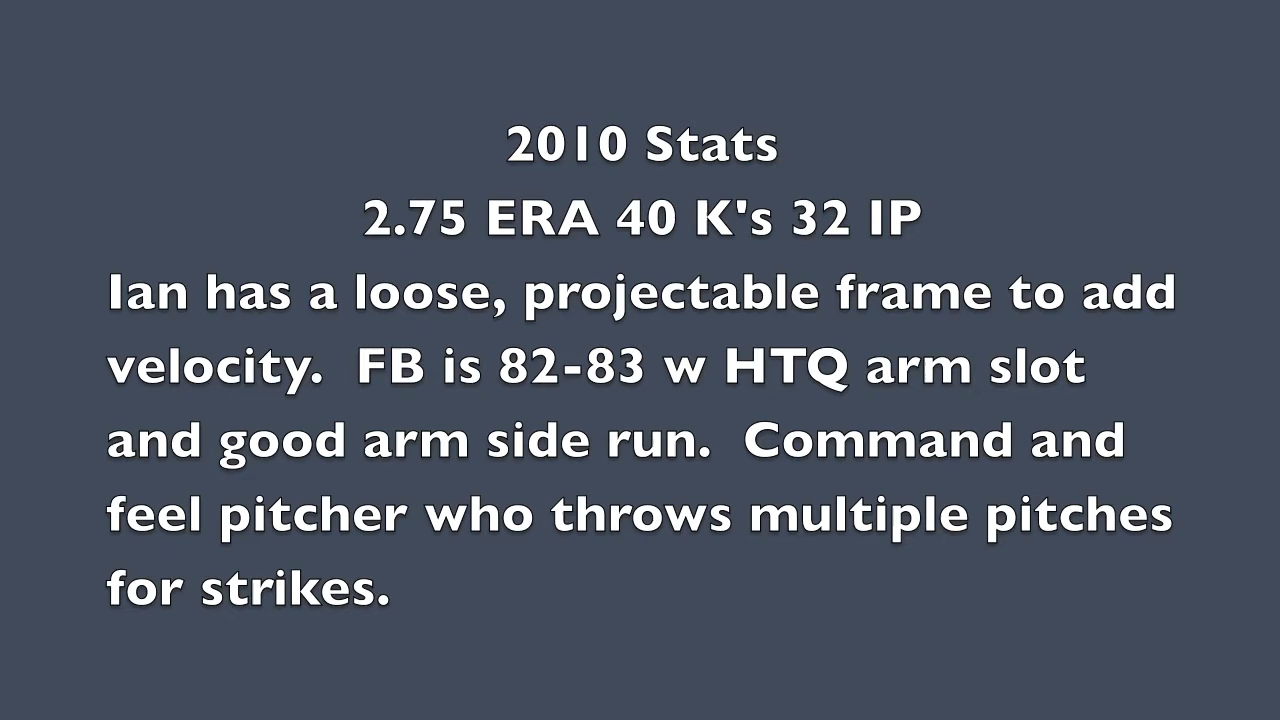 2010 Stats
2.75 ERA 40 K's 32 IP
Ian has a loose, projectable frame to add
velocity.  FB is 82-83 w HTQ arm slot
and good arm side run.  Command and
feel pitcher who throws multiple pitches
for strikes.